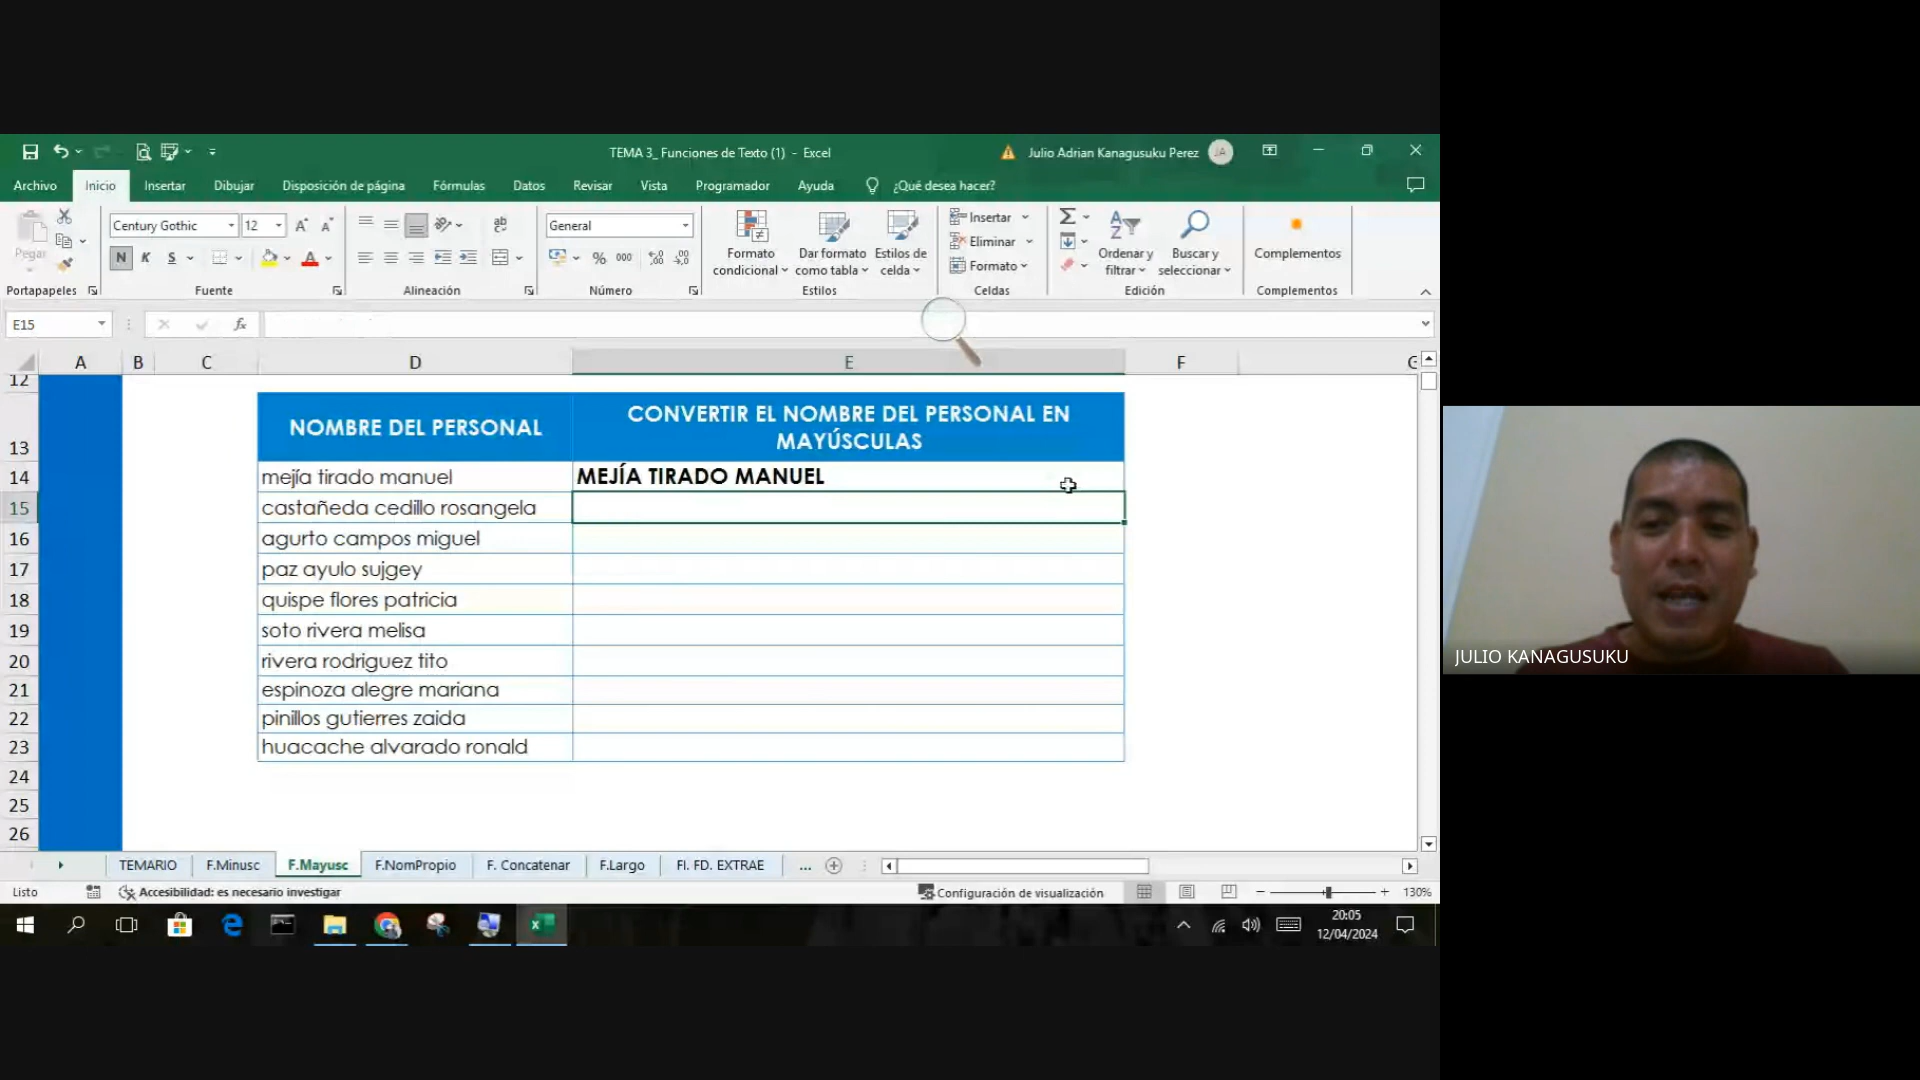 TEMA 3_ Funciones de Texto (1) - Excel
Julio Adrian Kanagusuku Perez
JA
Archivo
Inicio
Insertar
Dibujar
Disposición de página
Fórmulas
Datos
Revisar
Vista
Programador
Ayuda
¿Qué desea hacer?
Pegar
Century Gothic
12
N K S
General
% 000
Formato condicional
Dar formato como tabla
Estilos de celda
Insertar
Eliminar
Formato
Ordenar y filtrar
Buscar y seleccionar
Complementos
Portapapeles
Fuente
Alineación
Número
Estilos
Celdas
Edición
Complementos
E15
fx
A B C D E F G
12
13 NOMBRE DEL PERSONAL CONVERTIR EL NOMBRE DEL PERSONAL EN MAYÚSCULAS
14 mejía tirado manuel MEJÍA TIRADO MANUEL
15 castañeda cedillo rosangela
16 agurto campos miguel
17 paz ayulo sujgey
18 quispe flores patricia
19 soto rivera melisa
20 rivera rodriguez tito
21 espinoza alegre mariana
22 pinillos gutierres zaida
23 huacache alvarado ronald
24
25
26
TEMARIO
F.Minusc
F.Mayusc
F.NomPropio
F. Concatenar
F.Largo
FI. FD. EXTRAE
...
Listo
Accesibilidad: es necesario investigar
Configuración de visualización
130%
20:05
12/04/2024
JULIO KANAGUSUKU